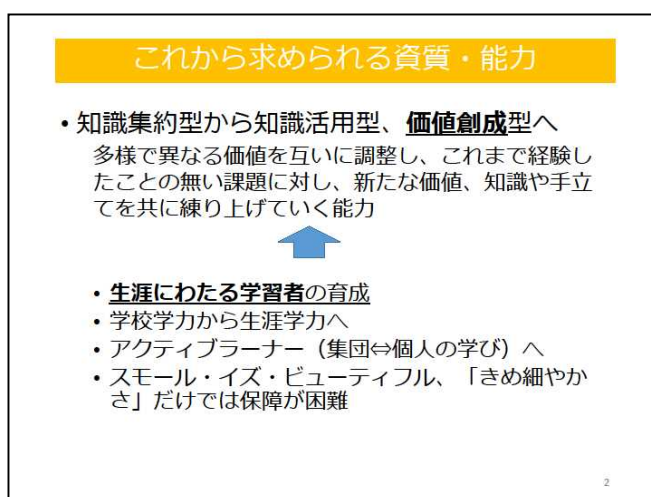 これから求められる資質・能力
• 知識集約型から知識活用型、価値創成型へ
多様で異なる価値を互いに調整し、これまで経験し
たことの無い課題に対し、新たな価値、知識や手立
てを共に練り上げていく能力
• 生涯にわたる学習者の育成
• 学校学力から生涯学力へ
• アクティブラーナー（集団⇔個人の学び）へ
• スモール・イズ・ビューティフル、「きめ細やか
さ」だけでは保障が困難
2